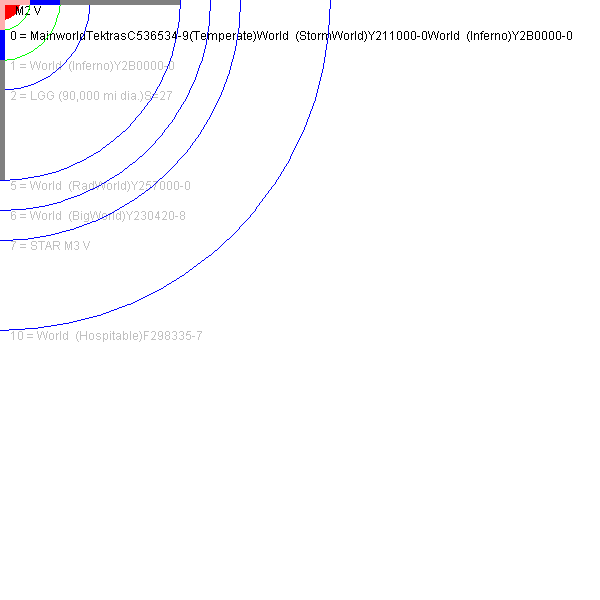 M2 V
0 = MainworldTektrasC536534-9(Temperate)World (StormWorld)Y211000-0World (Inferno)Y2B0000-0
1 = World (Inferno)Y2B0000-0
2 = LGG (90,000 mi dia.)S=27
5 = World (RadWorld)Y257000-0
6 = World (BigWorld)Y230420-8
7 = STAR M3 V
10 = World (Hospitable)F298335-7